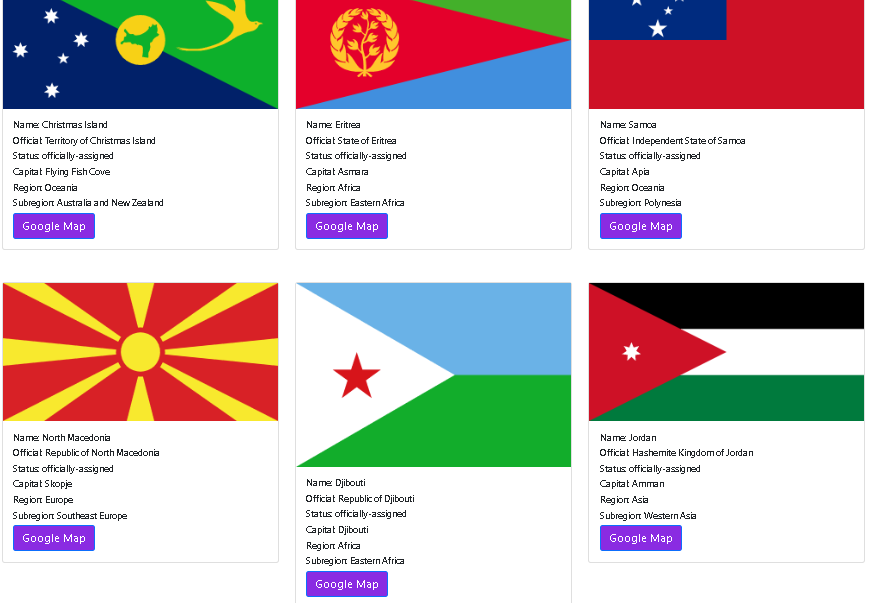 Name: Christmas Island
Official: Territory of Christmas Island
Status: officially-assigned
Capital: Flying Fish Cove
Region: Oceania
Subregion: Australia and New Zealand
Google Map
Name: Eritrea
Official: State of Eritrea
Status: officially-assigned
Capital: Asmara
Region: Africa
Subregion: Eastern Africa
Google Map
Name: Samoa
Official: Independent State of Samoa
Status: officially-assigned
Capital: Apia
Region: Oceania
Subregion: Polynesia
Google Map
Name: North Macedonia
Official: Republic of North Macedonia
Status: officially-assigned
Capital: Skopje
Region: Europe
Subregion: Southeast Europe
Google Map
Name: Djibouti
Official: Republic of Djibouti
Status: officially-assigned
Capital: Djibouti
Region: Africa
Subregion: Eastern Africa
Google Map
Name: Jordan
Official: Hashemite Kingdom of Jordan
Status: officially-assigned
Capital: Amman
Region: Asia
Subregion: Western Asia
Google Map